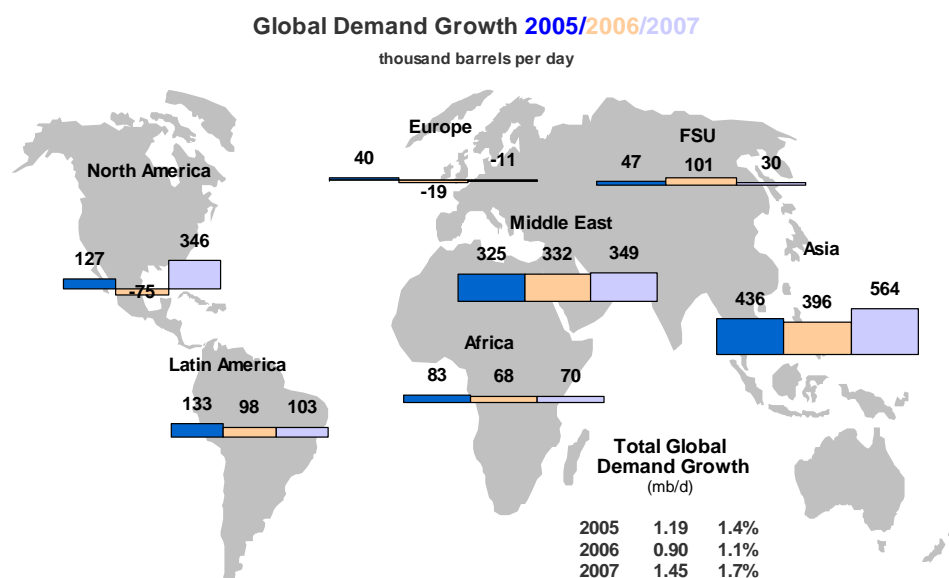 Global Demand Growth 2005/2006/2007
thousand barrels per day
Europe
40
-19
-11
FSU
47 101 30
North America
127
-75
346
Middle East
325 332 349
Asia
436 396 564
Africa
83 68 70
Latin America
133 98 103
Total Global
Demand Growth
(mb/d)
2005 1.19 1.4%
2006 0.90 1.1%
2007 1.45 1.7%